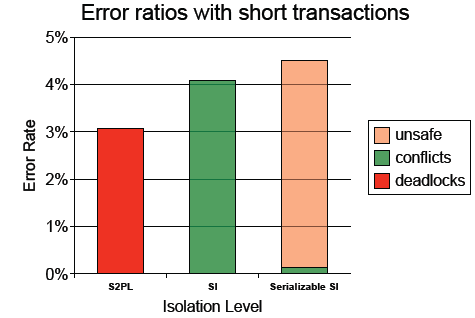 Error ratios with short transactions
5%
4%
3%
2%
1%
0%
Error Rate
S2PL
SI
Serializable SI
Isolation Level
unsafe
conflicts
deadlocks